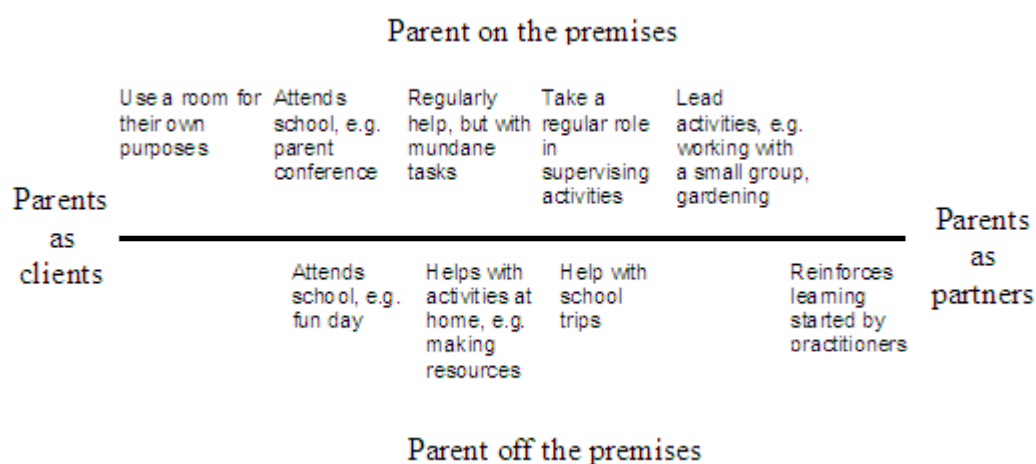 Parent on the premises
Use a room for
their own
purposes
Attends
school, e.g.
parent
conference
Regularly
help, but with
mundane
tasks
Take a
regular role
in
supervising
activities
Lead
activities, e.g.
working with
a small group,
gardening
Parents
as
clients
Parents
as
partners
Attends
school, e.g.
fun day
Helps with
activities at
home, e.g.
making
resources
Help with
school
trips
Reinforces
learning
started by
practitioners
Parent off the premises